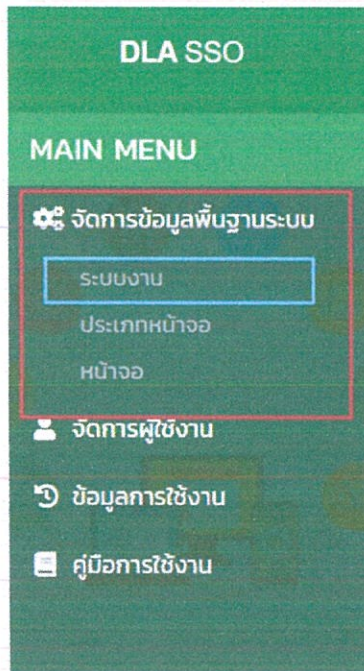 DLA SSO
MAIN MENU
จัดการข้อมูลพื้นฐานระบบ
ระบบงาน
ประเภทหน้าจอ
หน้าจอ
จัดการผู้ใช้งาน
ข้อมูลการใช้งาน
คู่มือการใช้งาน